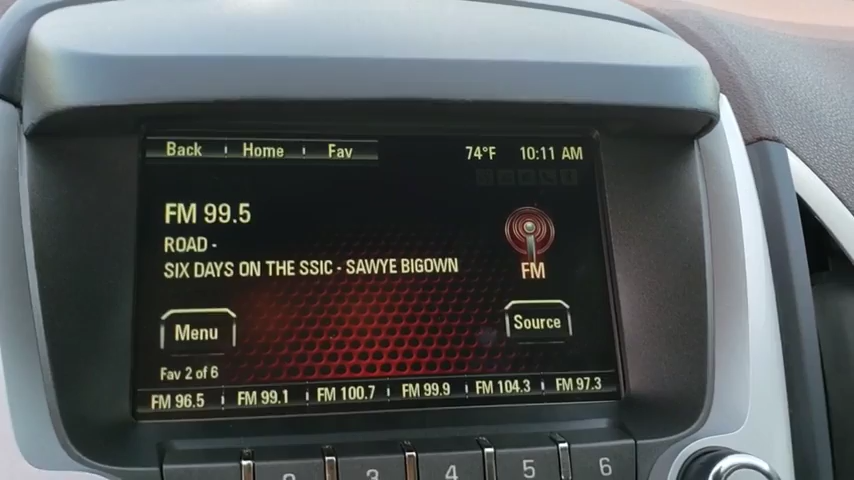 Back Home Fav 74°F 10:11 AM
FM 99.5
ROAD -
SIX DAYS ON THE SSIC - SAWYE BIGOWN
FM
Menu Source
Fav 2 of 6
FM 96.5 FM 99.1 FM 100.7 FM 99.9 FM 104.3 FM 97.3
2 3 4 5 6